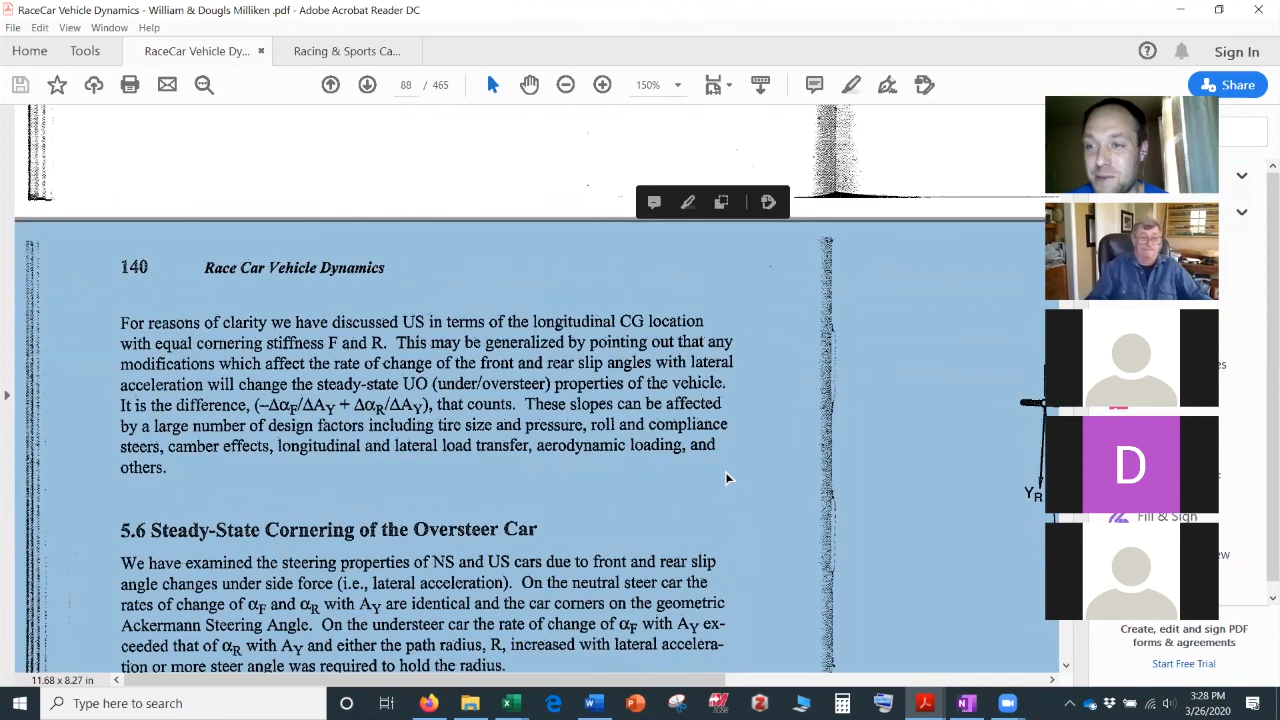 RaceCar Vehicle Dynamics - William & Dougls Milliken .pdf - Adobe Acrobat Reader DC
File Edit View Window Help
Home Tools RaceCar Vehicle Dy... × Racing & Sports Ca... Sign In
88 / 465 150% Share
140 Race Car Vehicle Dynamics
For reasons of clarity we have discussed US in terms of the longitudinal CG location
with equal cornering stiffness F and R. This may be generalized by pointing out that any
modifications which affect the rate of change of the front and rear slip angles with lateral
acceleration will change the steady-state UO (under/oversteer) properties of the vehicle.
It is the difference, (–ΔαF/ΔAY + ΔαR/ΔAY), that counts. These slopes can be affected
by a large number of design factors including tire size and pressure, roll and compliance
steers, camber effects, longitudinal and lateral load transfer, aerodynamic loading, and
others.
YR
D
Fill & Sign
5.6 Steady-State Cornering of the Oversteer Car
We have examined the steering properties of NS and US cars due to front and rear slip
angle changes under side force (i.e., lateral acceleration). On the neutral steer car the
rates of change of αF and αR with AY are identical and the car corners on the geometric
Ackermann Steering Angle. On the understeer car the rate of change of αF with AY ex-
ceeded that of αR with AY and either the path radius, R, increased with lateral accelera-
tion or more steer angle was required to hold the radius.
Create, edit and sign PDF
forms & agreements
Start Free Trial
11.68 x 8.27 in
Type here to search
3:28 PM
3/26/2020